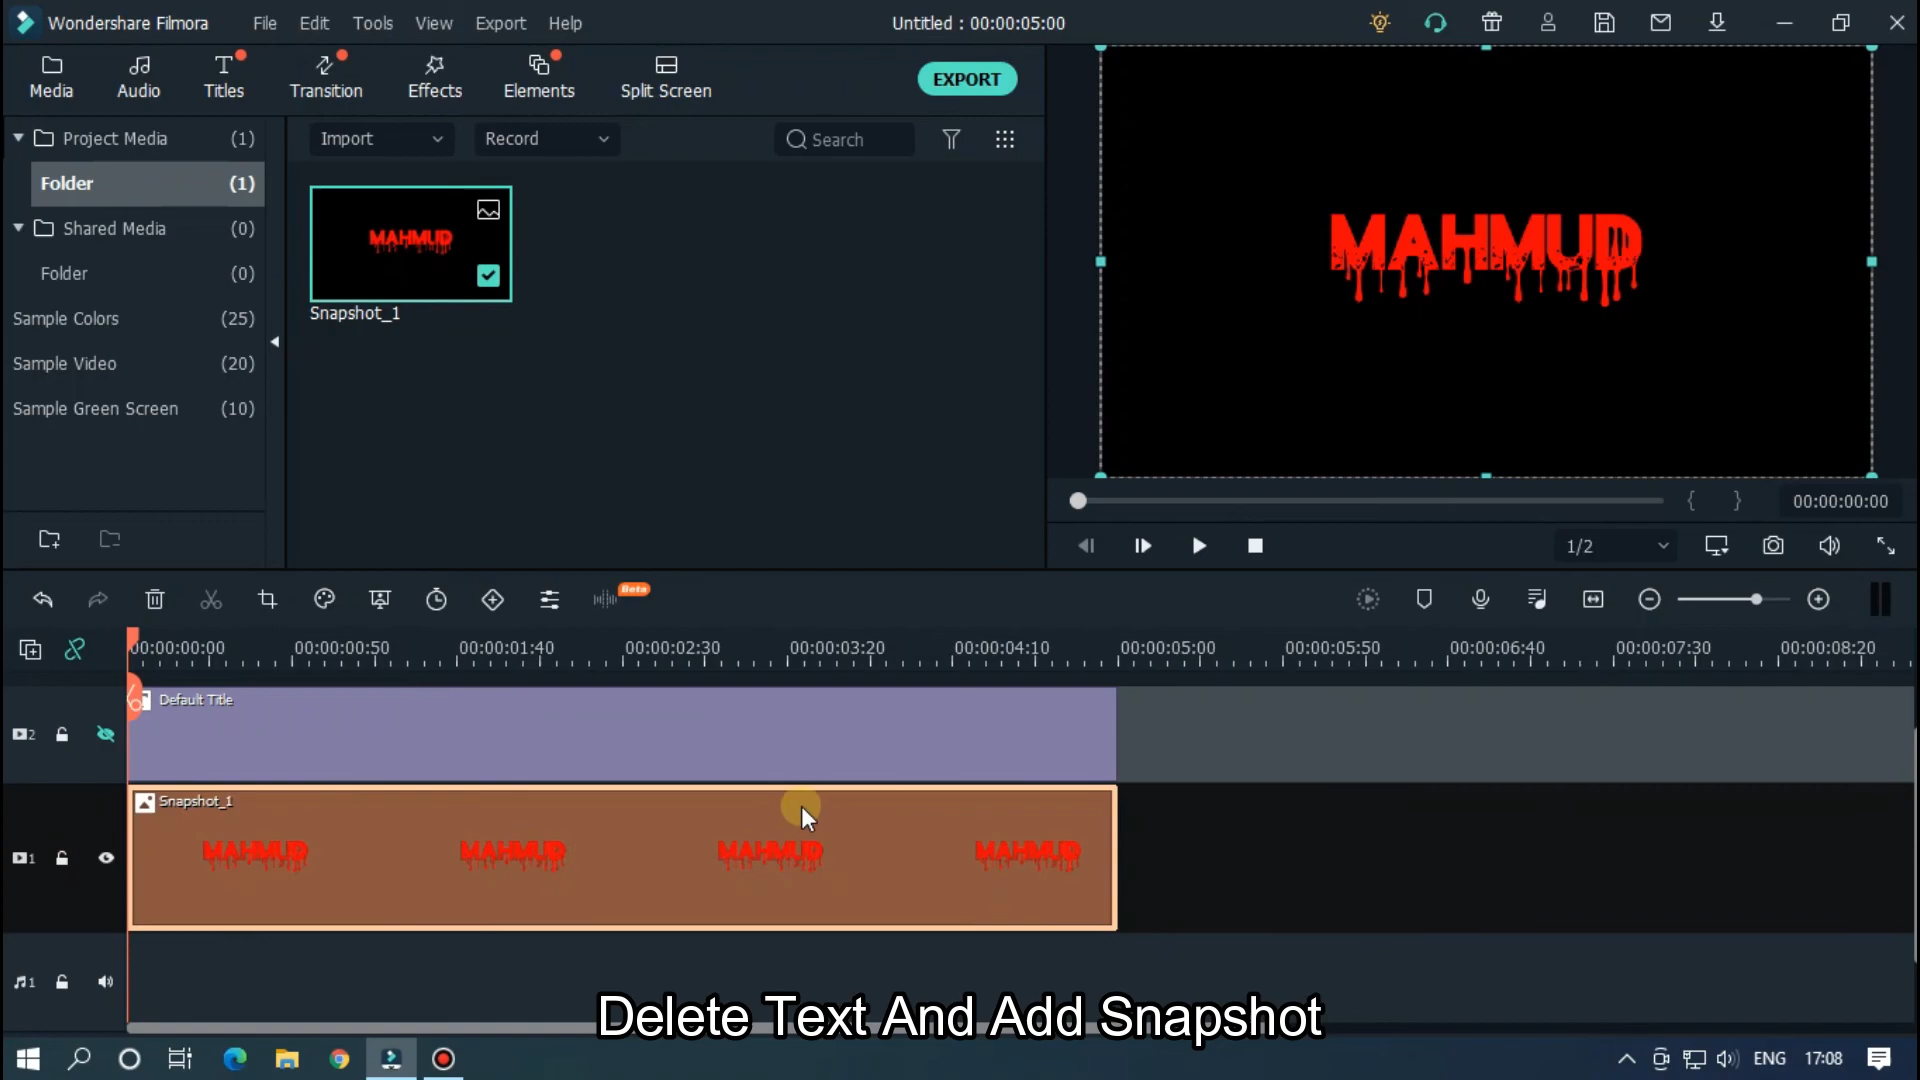 Wondershare Filmora File Edit Tools View Export Help Untitled : 00:00:05:00
Media Audio Titles Transition Effects Elements Split Screen EXPORT
Project Media (1)
Import Record Search
Folder (1)
Shared Media (0)
Folder (0)
Sample Colors (25)
Sample Video (20)
Sample Green Screen (10)
MAHMUD
Snapshot_1
MAHMUD
{ } 00:00:00:00
1/2
Beta
00:00:00:00 00:00:00:50 00:00:01:40 00:00:02:30 00:00:03:20 00:00:04:10 00:00:05:00 00:00:05:50 00:00:06:40 00:00:07:30 00:00:08:20
Default Title
2
Snapshot_1
MAHMUD MAHMUD MAHMUD MAHMUD
1
1
Delete Text And Add Snapshot
ENG 17:08